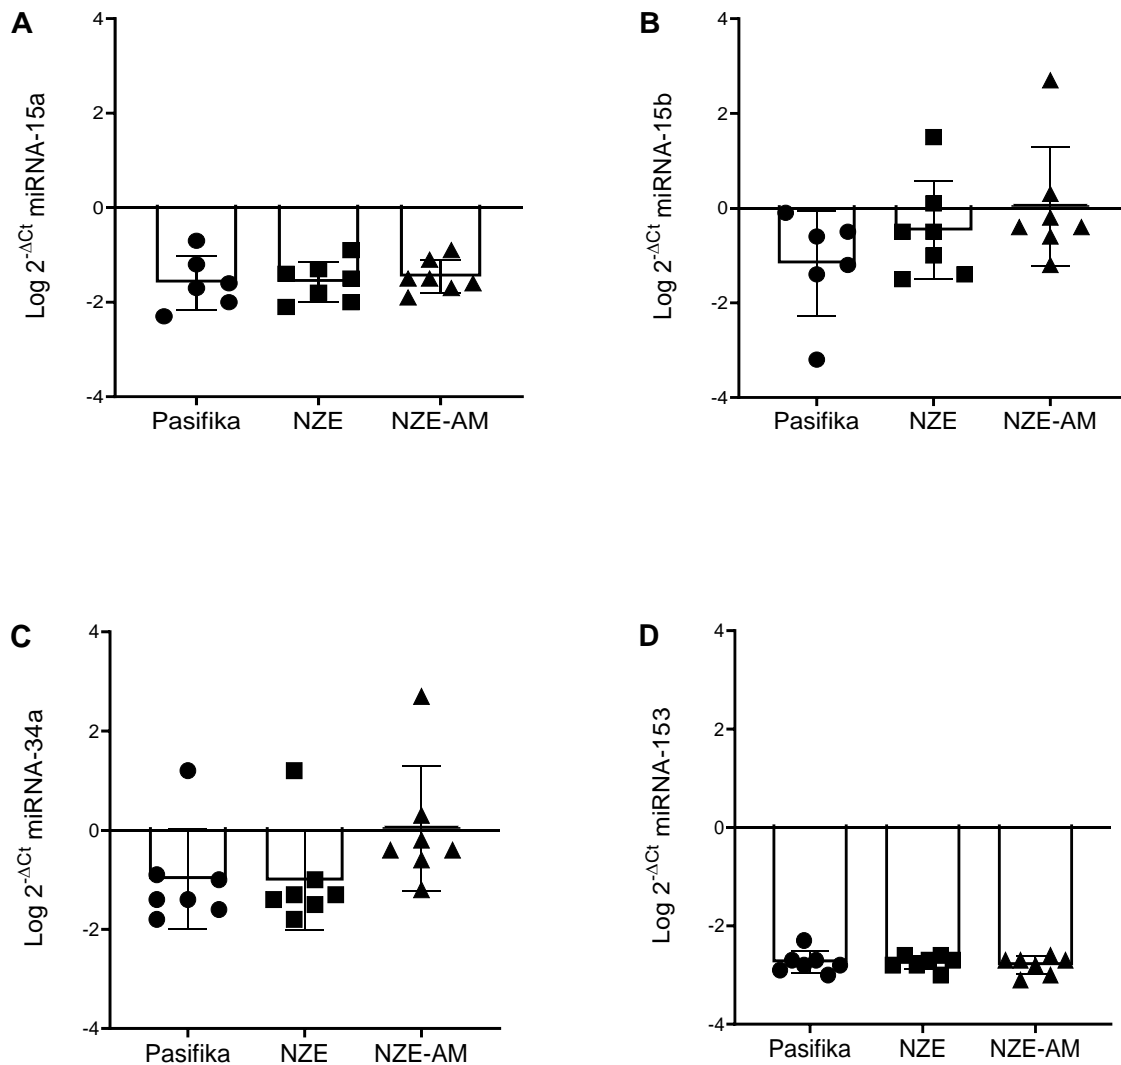 A
Log 2^-ΔCt miRNA-15a
4
2
0
-2
-4
Pasifika NZE NZE-AM
B
Log 2^-ΔCt miRNA-15b
4
2
0
-2
-4
Pasifika NZE NZE-AM
C
Log 2^-ΔCt miRNA-34a
4
2
0
-2
-4
Pasifika NZE NZE-AM
D
Log 2^-ΔCt miRNA-153
4
2
0
-2
-4
Pasifika NZE NZE-AM